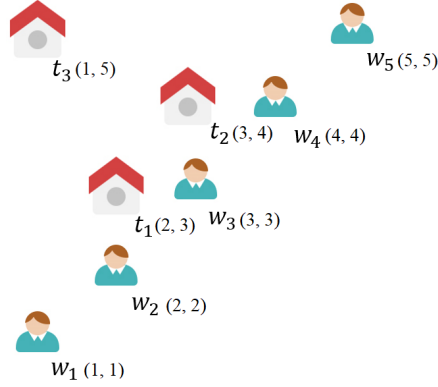 t₃ (1, 5)
w₅ (5, 5)
t₂ (3, 4)
w₄ (4, 4)
t₁ (2, 3)
w₃ (3, 3)
w₂ (2, 2)
w₁ (1, 1)